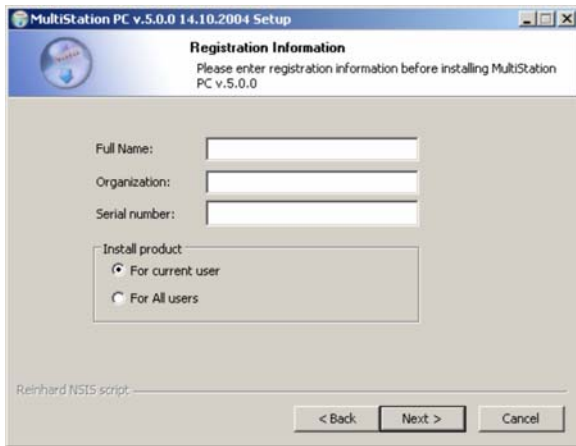 MultiStation PC v.5.0.0 14.10.2004 Setup
Registration Information
Please enter registration information before installing MultiStation
PC v.5.0.0
Full Name:
Organization:
Serial number:
Install product
For current user
For All users
Reinhard NSIS script
< Back Next > Cancel